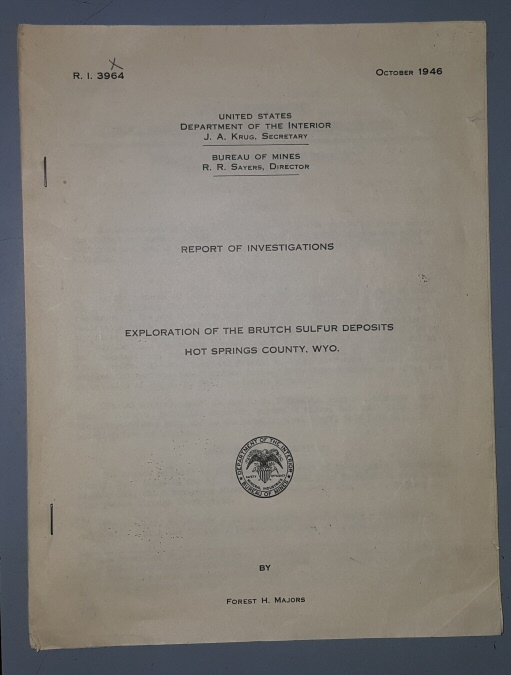 R. I. 3964
October 1946
UNITED STATES
Department of the Interior
J. A. Krug, Secretary
BUREAU OF MINES
R. R. Sayers, Director
REPORT OF INVESTIGATIONS
EXPLORATION OF THE BRUTCH SULFUR DEPOSITS
HOT SPRINGS COUNTY, WYO.
DEPARTMENT OF THE INTERIOR
BUREAU OF MINES
BY
Forest H. Majors